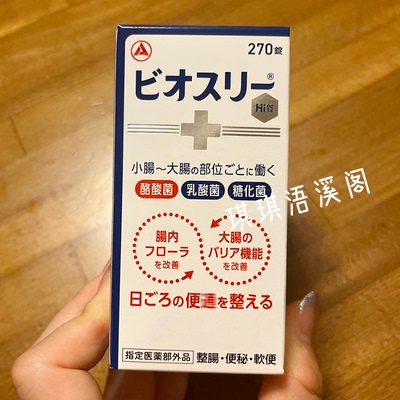 270錠
ビオスリー®
Hi錠
小腸～大腸の部位ごとに働く
酪酸菌 乳酸菌 糖化菌
琪琪浯溪阁
腸内
フローラ
を改善
大腸の
バリア機能
を改善
日ごろの便を整える
指定医薬部外品 整腸・便秘・軟便